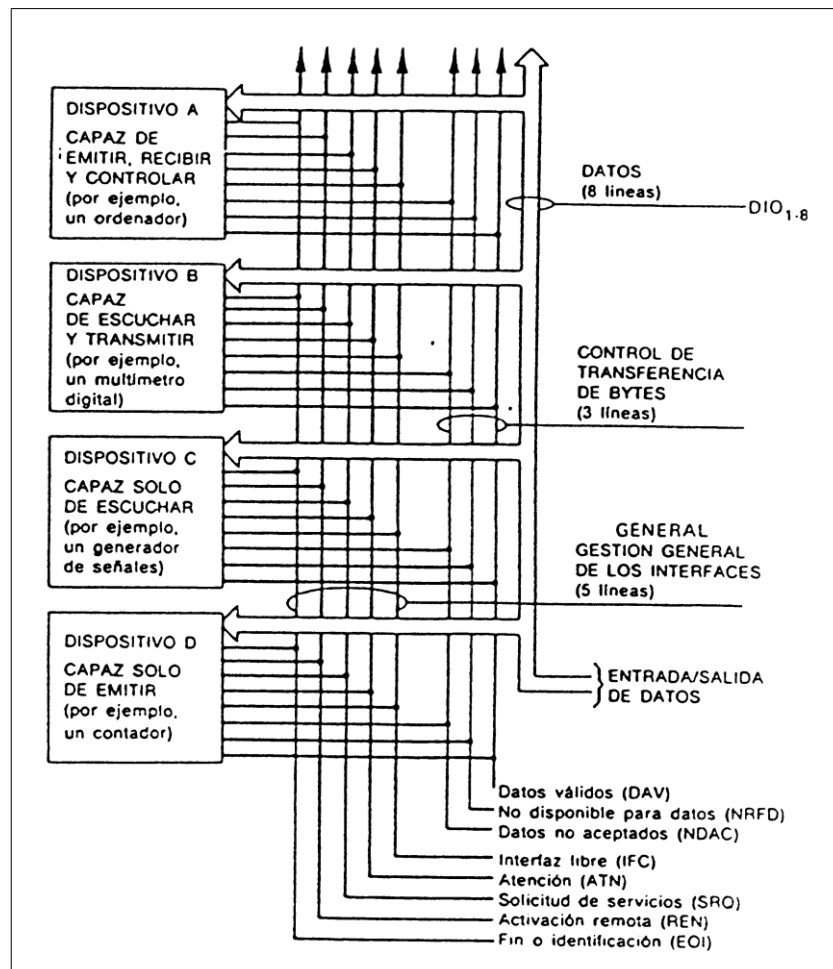 DISPOSITIVO A
CAPAZ DE
EMITIR, RECIBIR
Y CONTROLAR
(por ejemplo,
un ordenador)
DATOS
(8 lineas)
DIO1-8
DISPOSITIVO B
CAPAZ
DE ESCUCHAR
Y TRANSMITIR
(por ejemplo,
un multímetro
digital)
CONTROL DE
TRANSFERENCIA
DE BYTES
(3 líneas)
DISPOSITIVO C
CAPAZ SOLO
DE ESCUCHAR
(por ejemplo,
un generador
de señales)
GENERAL
GESTION GENERAL
DE LOS INTERFACES
(5 líneas)
DISPOSITIVO D
CAPAZ SOLO
DE EMITIR
(por ejemplo,
un contador)
ENTRADA/SALIDA
DE DATOS
Datos válidos (DAV)
No disponible para datos (NRFD)
Datos no aceptados (NDAC)
Interfaz libre (IFC)
Atención (ATN)
Solicitud de servicios (SRO)
Activación remota (REN)
Fin o identificación (EOI)